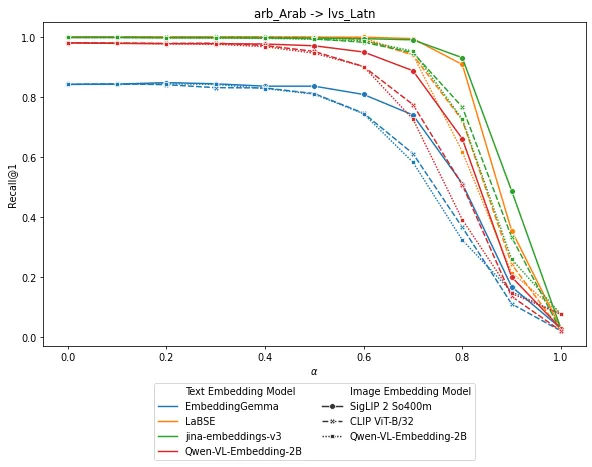 arb_Arab -> lvs_Latn
Recall@1
1.0
0.8
0.6
0.4
0.2
0.0
0.0 0.2 0.4 0.6 0.8 1.0
α
Text Embedding Model Image Embedding Model
EmbeddingGemma SigLIP 2 So400m
LaBSE CLIP ViT-B/32
jina-embeddings-v3 Qwen-VL-Embedding-2B
Qwen-VL-Embedding-2B